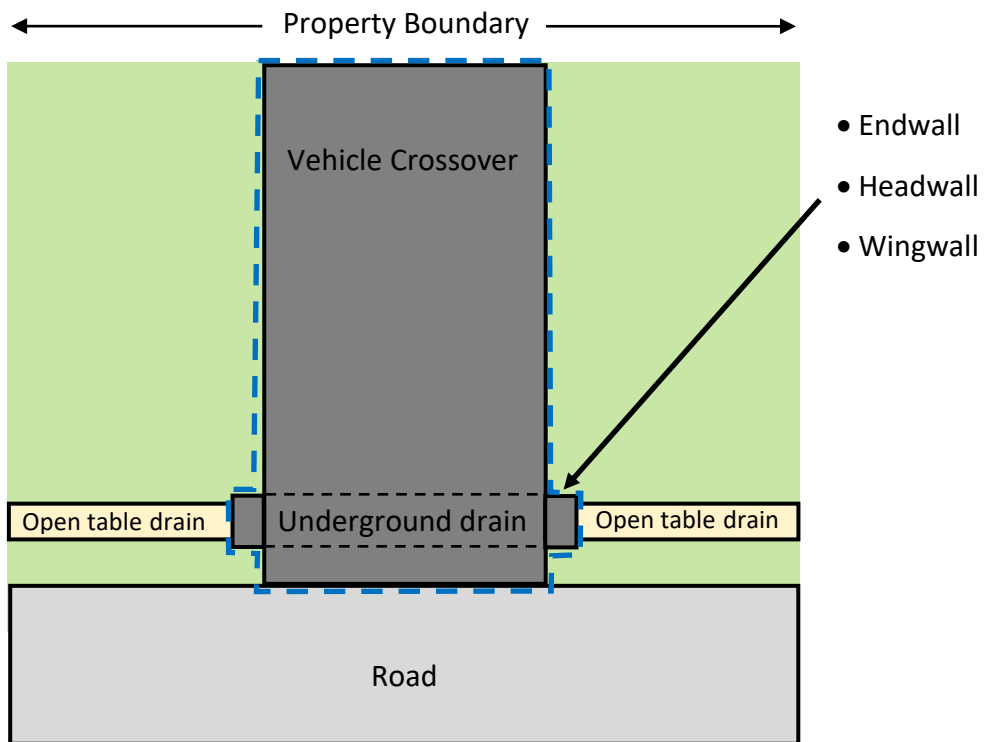 Property Boundary
Vehicle Crossover
• Endwall
• Headwall
• Wingwall
Open table drain
Underground drain
Open table drain
Road